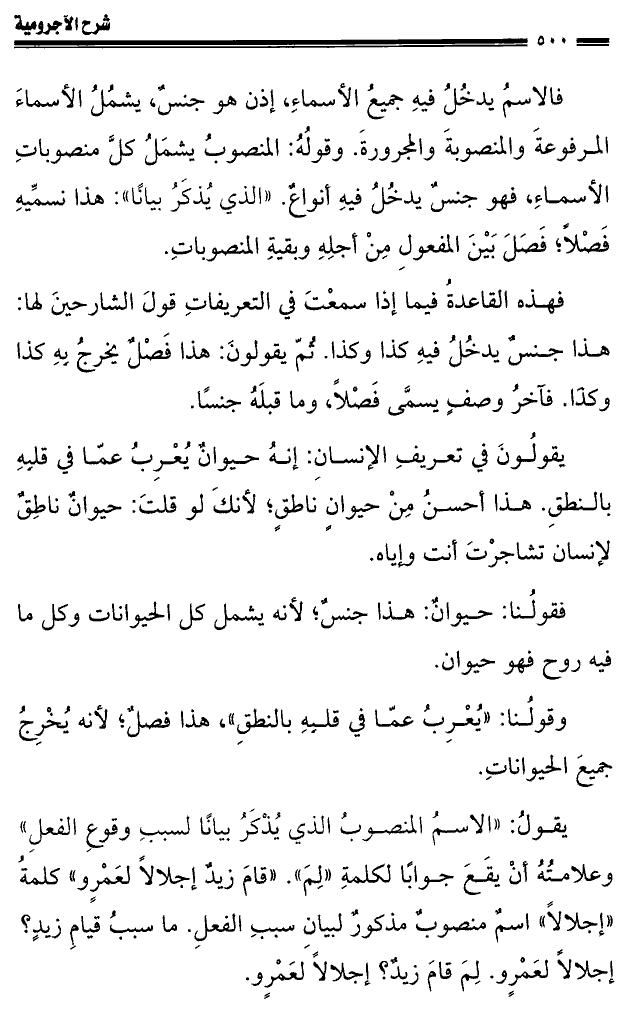 شرح الآجرومية
٥٠٠
فالاسمُ يدخُلُ فيهِ جميعُ الأسماءِ، إذن هو جنسٌ، يشمُلُ الأسماءَ
المرفوعةَ والمنصوبةَ والمجرورةَ. وقولُهُ: المنصوبُ يشمَلُ كلَّ منصوباتِ
الأسماءِ، فهو جنسٌ يدخُلُ فيهِ أنواعٌ. «الذي يُذكَرُ بيانًا»: هذا نسمِّيهِ
فَصْلاً؛ فَصَلَ بَيْنَ المفعولِ مِنْ أجلِهِ وبقيةِ المنصوباتِ.
فهذه القاعدةُ فيما إذا سمعْتَ في التعريفاتِ قولَ الشارحينَ لها:
هذا جنسٌ يدخُلُ فيهِ كذا وكذا. ثُمّ يقولونَ: هذا فَصْلٌ يخرجُ بِهِ كذا
وكذَا. فآخرُ وصفٍ يسمَّى فَصْلاً، وما قبلَهُ جنسًا.
يقولُونَ في تعريفِ الإنسانِ: إنهُ حيوانٌ يُعْرِبُ عمّا في قلبِهِ
بالنطقِ. هذا أحسنُ مِنْ حيوانٍ ناطقٍ؛ لأنكَ لو قلتَ: حيوانٌ ناطِقٌ
لإنسان تشاجرْتَ أنت وإياه.
فقولُنا: حيوانٌ: هذا جنسٌ؛ لأنه يشمل كل الحيوانات وكل ما
فيه روح فهو حيوان.
وقولُنا: «يُعْرِبُ عمّا في قلبِهِ بالنطقِ»، هذا فصلٌ؛ لأنه يُخْرِجُ
جميعَ الحيواناتِ.
يقولُ: «الاسمُ المنصوبُ الذي يُذْكَرُ بيانًا لسببِ وقوعِ الفعلِ»
وعلامتُهُ أنْ يقَعَ جوابًا لكلمةِ «لِمَ». «قامَ زيدٌ إجلالاً لعَمْرٍو» كلمةُ
«إجلالاً» اسمٌ منصوبٌ مذكورٌ لبيانِ سببِ الفعلِ. ما سببُ قيامِ زيدٍ؟
إجلالاً لعَمْرٍو. لِمَ قامَ زيدٌ؟ إجلالاً لعَمْرٍو.